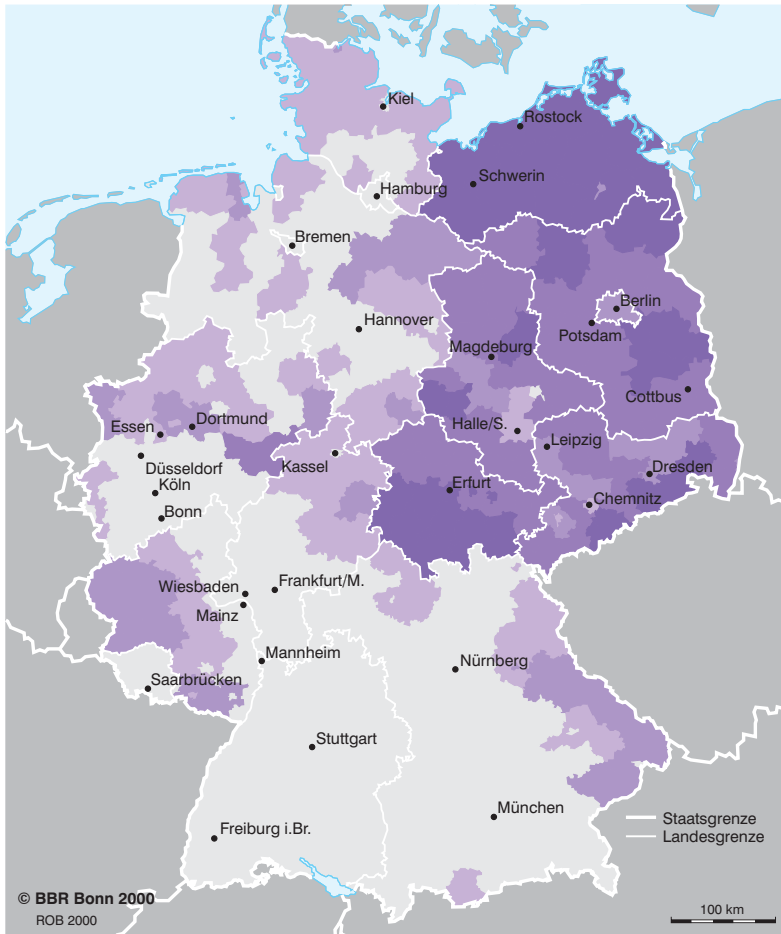 Kiel
Rostock
Schwerin
Hamburg
Bremen
Berlin
Hannover
Potsdam
Magdeburg
Cottbus
Dortmund
Essen
Halle/S.
Leipzig
Düsseldorf
Kassel
Dresden
Köln
Erfurt
Chemnitz
Bonn
Wiesbaden
Frankfurt/M.
Mainz
Mannheim
Nürnberg
Saarbrücken
Stuttgart
München
Staatsgrenze
Freiburg i.Br.
Landesgrenze
© BBR Bonn 2000
ROB 2000
100 km